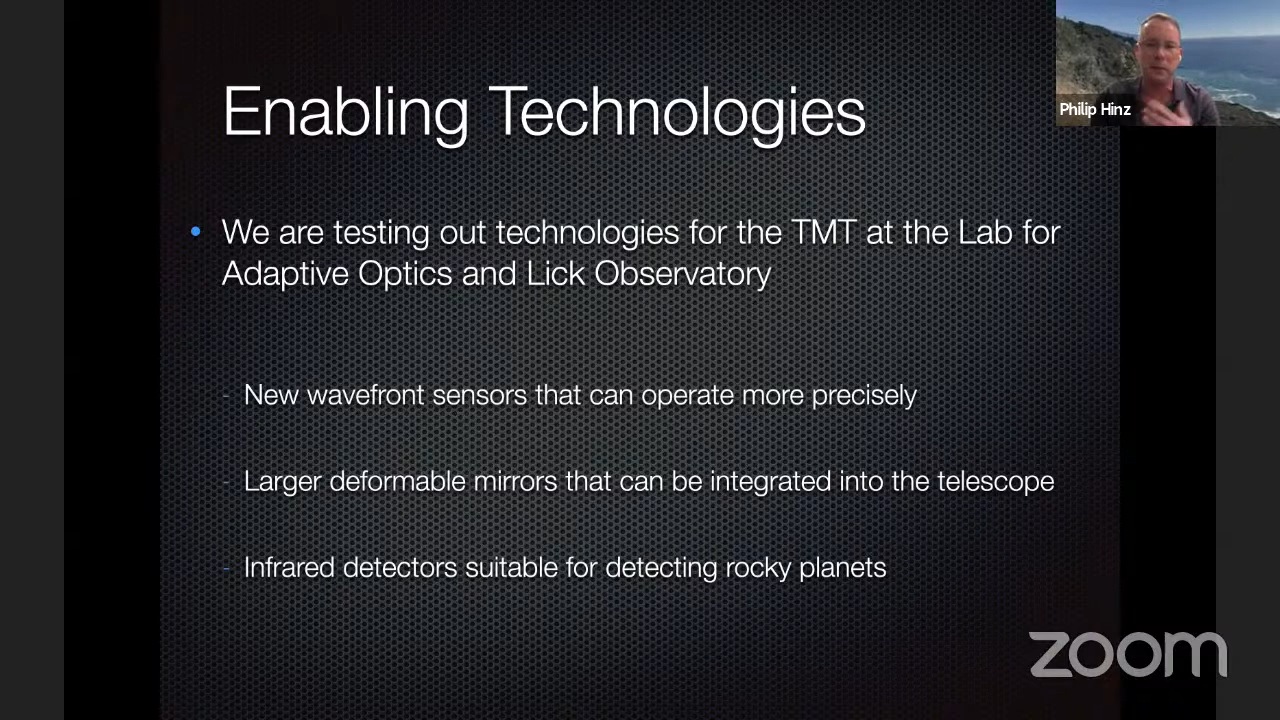 Enabling Technologies
Philip Hinz
• We are testing out technologies for the TMT at the Lab for
Adaptive Optics and Lick Observatory
- New wavefront sensors that can operate more precisely
- Larger deformable mirrors that can be integrated into the telescope
- Infrared detectors suitable for detecting rocky planets
zoom